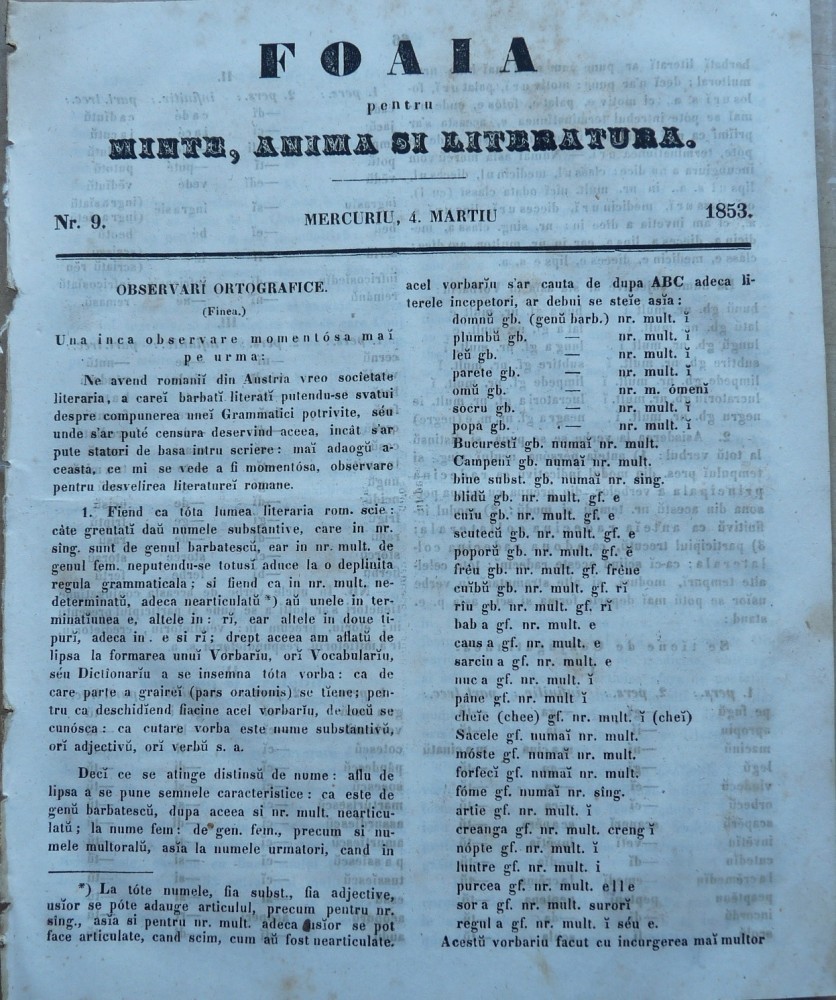 FOAIA
pentru
MINTE, ANIMA SI LITERATURA.
Nr. 9.
MERCURIU, 4. MARTIU
1853.
OBSERVARĬ ORTOGRAFICE.
(Finea.)
Una inca observare momentósa maĭ
pe urma:
Ne avend romaniĭ din Austria vreo societate
literaria, a careĭ barbatĭ literatĭ putendu-se svatui
despre compunerea uneĭ Grammatici potrivite, séu
unde s'ar puté censura deservind aceea, incât s'ar
pute statori de basa intru scriere: maĭ adaogŭ a-
ceasta, ce mi se vede a fi momentósa, observare
pentru desvelirea literatureĭ romane.
1. Fiend ca tóta lumea literaria rom. scie:
câte greutatĭ daŭ numele substantive, care in nr.
sing. sunt de genul barbatescŭ, ear in nr. mult. de
genul fem. neputendu-se totusĭ aduce la o deplinita
regula grammaticala; si fiend ca in nr. mult. ne-
determinatŭ, adeca nearticulatŭ *) aŭ unele in ter-
minatĭunea e, altele in: rĭ, ear altele in doue ti-
purĭ, adeca in. e si rĭ; drept aceea am aflatŭ de
lipsa la formarea unuĭ Vorbarĭu, orĭ Vocabularĭu,
séu Dictionarĭu a se insemna tóta vorba: ca de
care parte a graireĭ (pars orationis) se tĭene; pen-
tru ca deschidĭend fiacine acel vorbarĭu, de locŭ se
cunósca: ca cutare vorba este nume substantivŭ,
orĭ adjectivŭ, orĭ verbŭ s. a.
Decĭ ce se atinge distinsŭ de nume: aflu de
lipsa a se pune semnele caracteristice: ca este de
genŭ barbatescŭ, dupa aceea si nr. mult. nearticu-
latŭ; la nume fem: de gen. fem., precum si nu-
mele multoralŭ, asĭa la numele urmatori, cand in
*) La tóte numele, fia subst., fia adjective,
usĭor se póte adauge articulul, precum pentru nr.
sing., asĭa si pentru nr. mult. adeca usĭor se pot
face articulate, cand scim, cum aŭ fost nearticulate.
acel vorbarĭu s'ar cauta de dupa ABC adeca li-
terele incepetori, ar debui se steĭe asĭa:
domnŭ gb. (genŭ barb.) nr. mult. ĭ
plumbŭ gb. — nr. mult. ĭ
leŭ gb. — nr. mult. ĭ
parete gb. — nr. mult. ĭ
omŭ gb. — nr. m. ómenĭ
socru gb. — nr. mult. ĭ
popa gb. — nr. mult. ĭ
Bucurestĭ gb. numaĭ nr. mult.
Campenĭ gb. numaĭ nr. mult.
bine subst. gb. numaĭ nr. sing.
blidŭ gb. nr. mult. gf. e
cuĭu gb. nr. mult. gf. e
scutecŭ gb. nr. mult. gf. e
poporŭ gb. nr. mult. gf. e
fréu gb. nr. mult. gf. fréne
cuĭbŭ gb. nr. mult. gf. rĭ
riu gb. nr. mult. gf. rĭ
baba gf. nr. mult. e
causa gf. nr. mult. e
sarcina gf. nr. mult. e
nuca gf. nr. mult. ĭ
pâne gf. nr. mult ĭ
cheĭe (chee) gf. nr. mult. ĭ (cheĭ)
Sacele gf. numaĭ nr. mult.
móste gf. numaĭ nr. mult.
forfecĭ gf. numaĭ nr. mult.
fóme gf. numaĭ nr. sing.
artie gf. nr. mult. ĭ
creanga gf. nr. mult. crengĭ
nópte gf. nr. mult. ĭ
luntre gf. nr. mult. i
purcea gf. nr. mult. elle
sora gf. nr. mult. surorĭ
regula gf. nr. mult. ĭ séu e.
Acestŭ vorbariu facut cu incurgerea maĭ multor